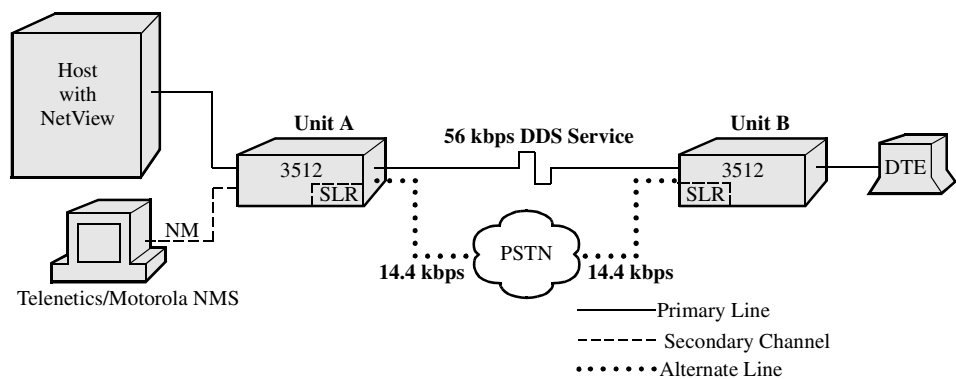 Host
with
NetView
Unit A
56 kbps DDS Service
Unit B
3512
SLR
3512
SLR
DTE
NM
PSTN
14.4 kbps
14.4 kbps
Telenetics/Motorola NMS
Primary Line
Secondary Channel
Alternate Line